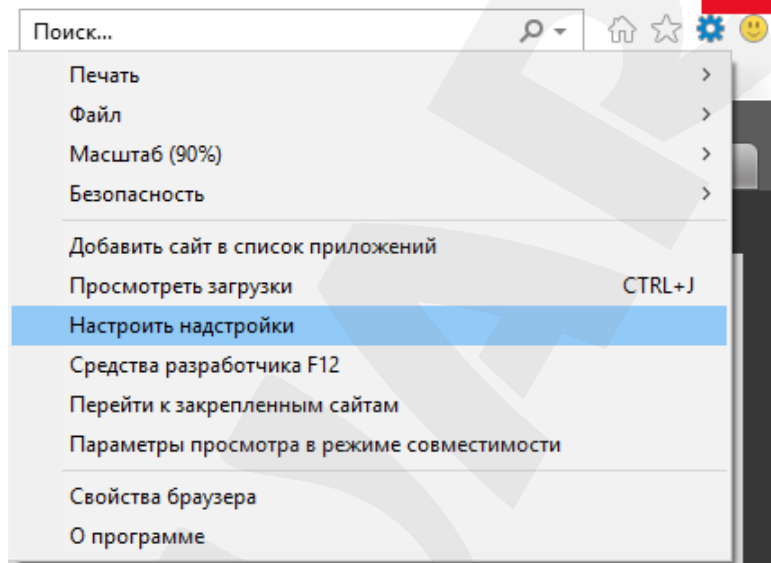 Поиск...
Печать
Файл
Масштаб (90%)
Безопасность
Добавить сайт в список приложений
Просмотреть загрузки CTRL+J
Настроить надстройки
Средства разработчика F12
Перейти к закрепленным сайтам
Параметры просмотра в режиме совместимости
Свойства браузера
О программе